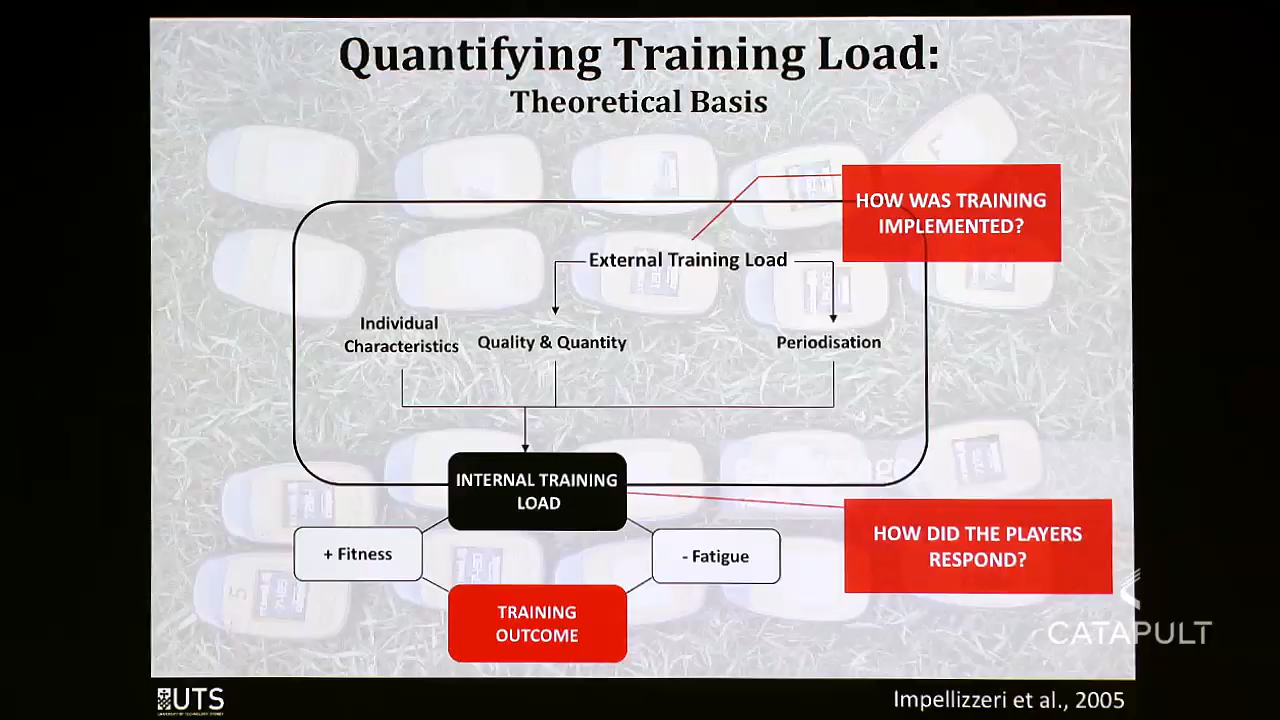 Quantifying Training Load:
Theoretical Basis
HOW WAS TRAINING
IMPLEMENTED?
External Training Load
Individual
Characteristics
Quality & Quantity
Periodisation
INTERNAL TRAINING
LOAD
HOW DID THE PLAYERS
RESPOND?
+ Fitness
- Fatigue
TRAINING
OUTCOME
CATAPULT
UTS
Impellizzeri et al., 2005